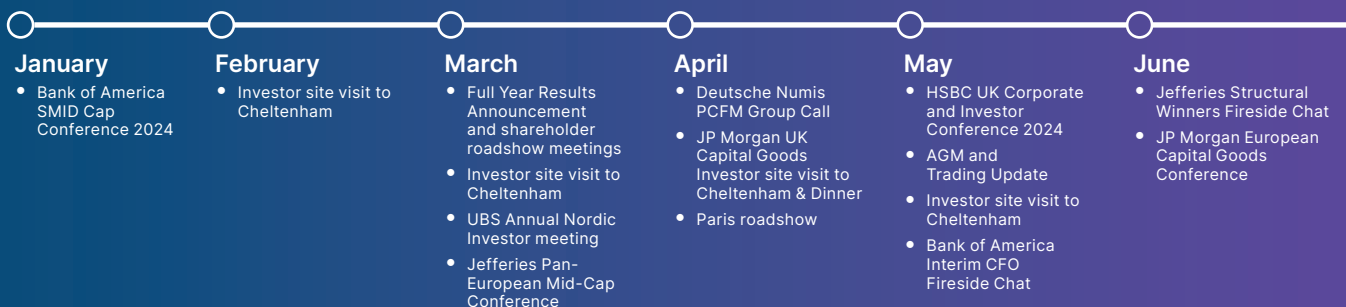 January
• Bank of America
SMID Cap
Conference 2024
February
• Investor site visit to
Cheltenham
March
• Full Year Results
Announcement
and shareholder
roadshow meetings
• Investor site visit to
Cheltenham
• UBS Annual Nordic
Investor meeting
• Jefferies Pan-
European Mid-Cap
Conference
April
• Deutsche Numis
PCFM Group Call
• JP Morgan UK
Capital Goods
Investor site visit to
Cheltenham & Dinner
• Paris roadshow
May
• HSBC UK Corporate
and Investor
Conference 2024
• AGM and
Trading Update
• Investor site visit to
Cheltenham
• Bank of America
Interim CFO
Fireside Chat
June
• Jefferies Structural
Winners Fireside Chat
• JP Morgan European
Capital Goods
Conference